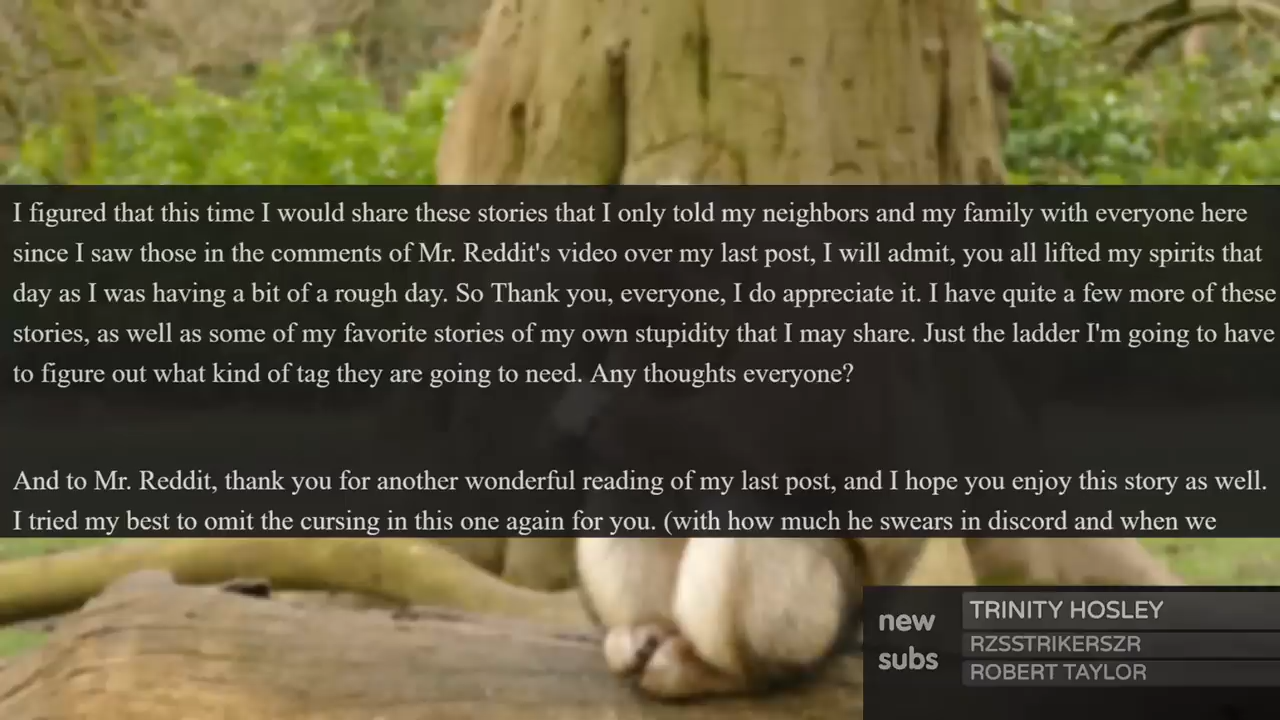 I figured that this time I would share these stories that I only told my neighbors and my family with everyone here
since I saw those in the comments of Mr. Reddit's video over my last post, I will admit, you all lifted my spirits that
day as I was having a bit of a rough day. So Thank you, everyone, I do appreciate it. I have quite a few more of these
stories, as well as some of my favorite stories of my own stupidity that I may share. Just the ladder I'm going to have
to figure out what kind of tag they are going to need. Any thoughts everyone?
And to Mr. Reddit, thank you for another wonderful reading of my last post, and I hope you enjoy this story as well.
I tried my best to omit the cursing in this one again for you. (with how much he swears in discord and when we
new
subs
TRINITY HOSLEY
RZSSTRIKERSZR
ROBERT TAYLOR